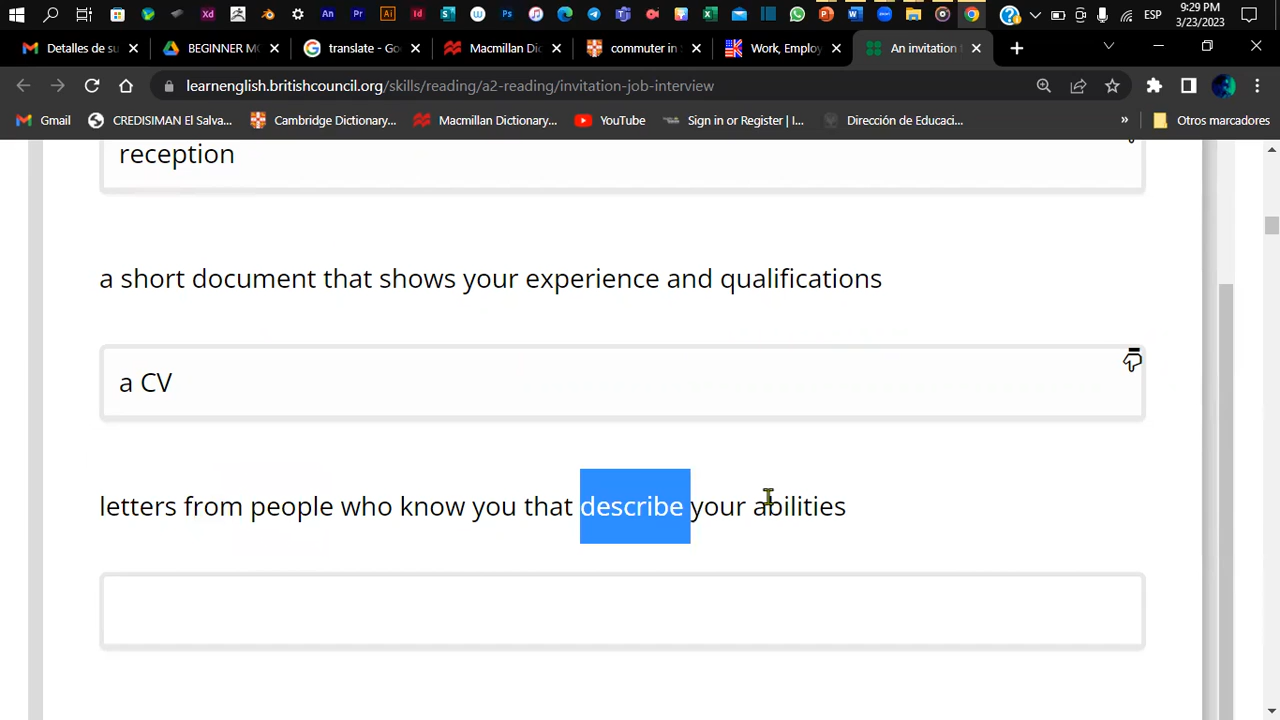 9:29 PM
ESP
3/23/2023
Detalles de su
BEGINNER MO
translate - Goo
Macmillan Dic
commuter in S
Work, Employ
An invitation t
learnenglish.britishcouncil.org/skills/reading/a2-reading/invitation-job-interview
Gmail
CREDISIMAN El Salva...
Cambridge Dictionary...
Macmillan Dictionary...
YouTube
Sign in or Register | I...
Dirección de Educaci...
»
Otros marcadores
reception
a short document that shows your experience and qualifications
a CV
letters from people who know you that describe your abilities